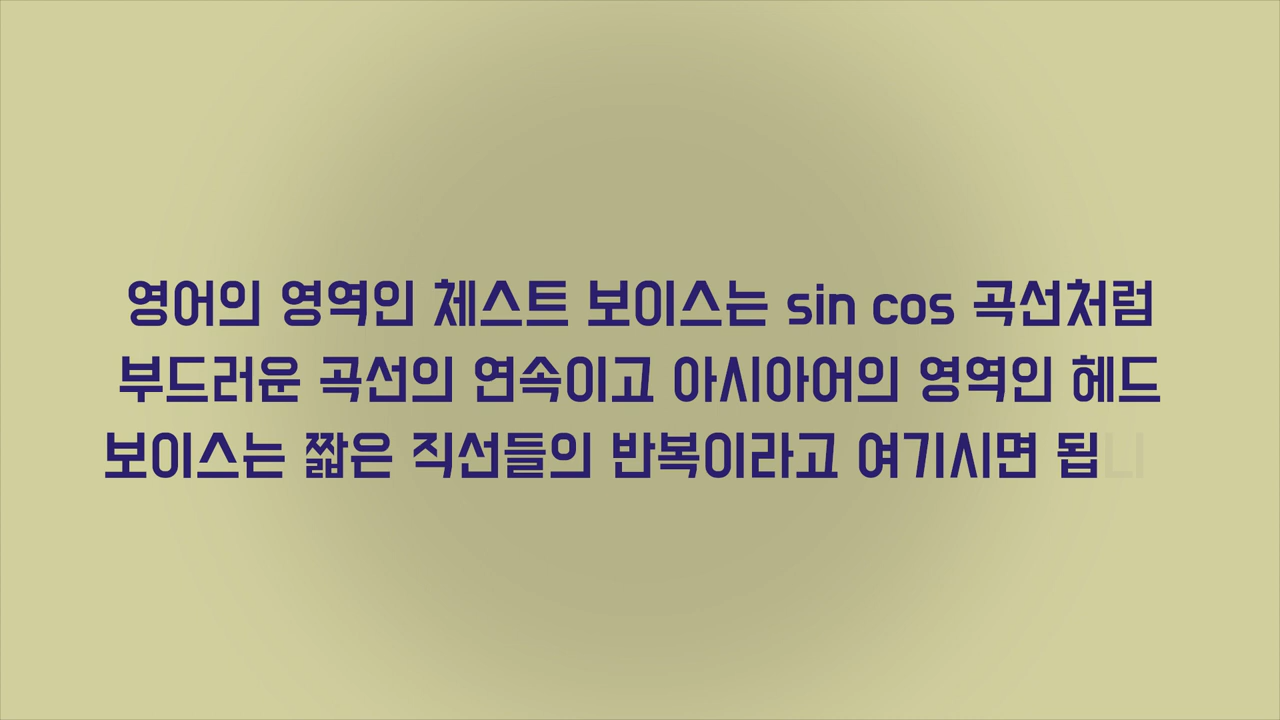 영어의 영역인 체스트 보이스는 sin cos 곡선처럼
부드러운 곡선의 연속이고 아시아어의 영역인 헤드
보이스는 짧은 직선들의 반복이라고 여기시면 됩니